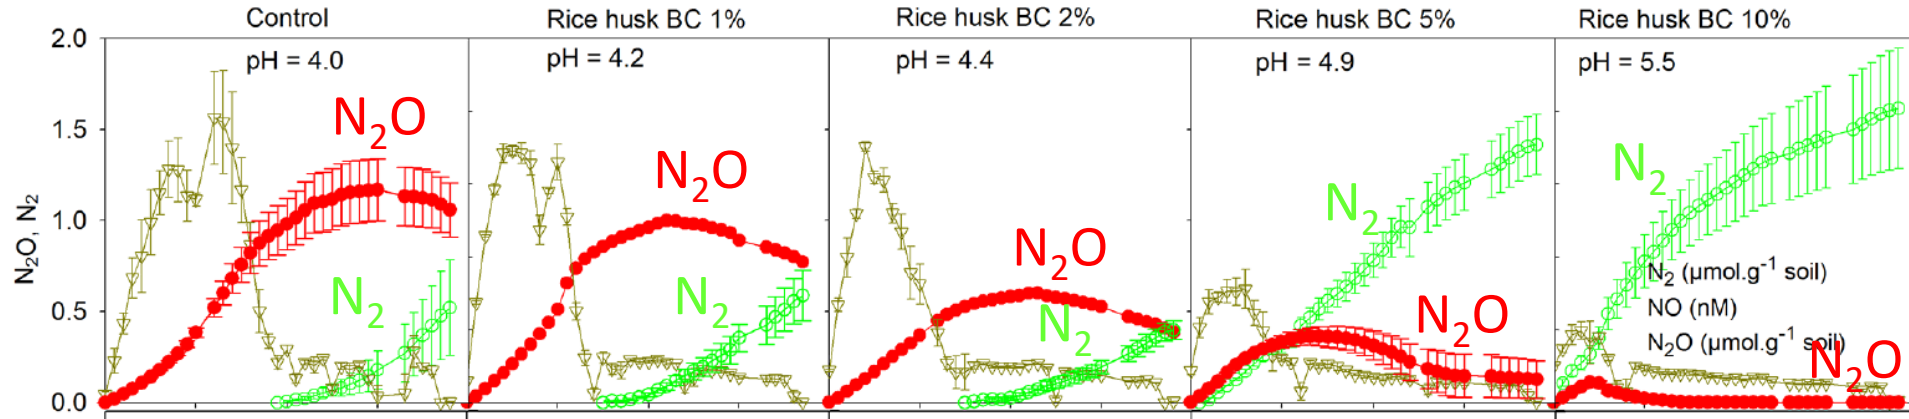 Control
Rice husk BC 1%
Rice husk BC 2%
Rice husk BC 5%
Rice husk BC 10%
pH = 4.0
pH = 4.2
pH = 4.4
pH = 4.9
pH = 5.5
2.0
1.5
1.0
0.5
0.0
N₂O, N₂
N₂O
N₂
N₂O
N₂
N₂O
N₂
N₂
N₂O
N₂
N₂ (μmol.g⁻¹ soil)
NO (nM)
N₂O (μmol.g⁻¹ soil)
N₂O